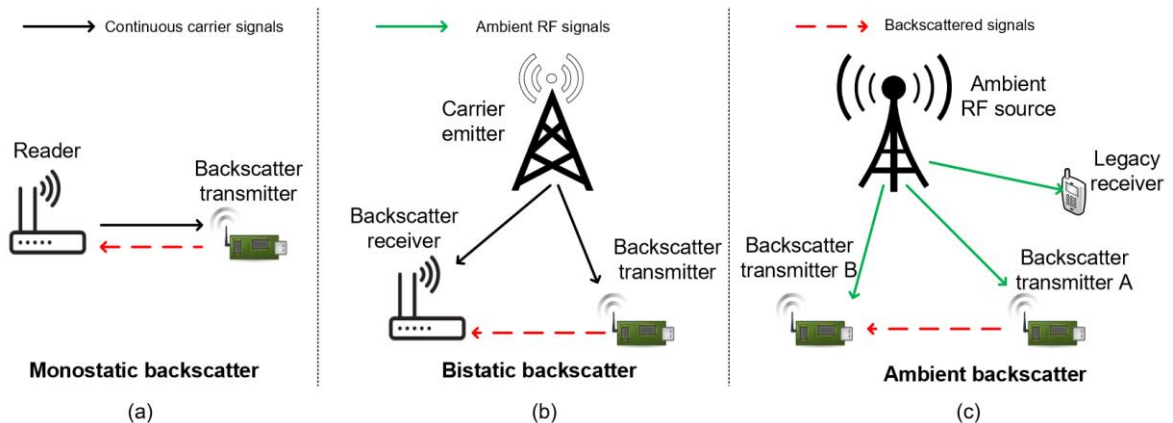 Continuous carrier signals
Ambient RF signals
Backscattered signals
Reader
Backscatter
transmitter
Monostatic backscatter
(a)
Carrier
emitter
Backscatter
receiver
Backscatter
transmitter
Bistatic backscatter
(b)
Ambient
RF source
Legacy
receiver
Backscatter
transmitter B
Backscatter
transmitter A
Ambient backscatter
(c)